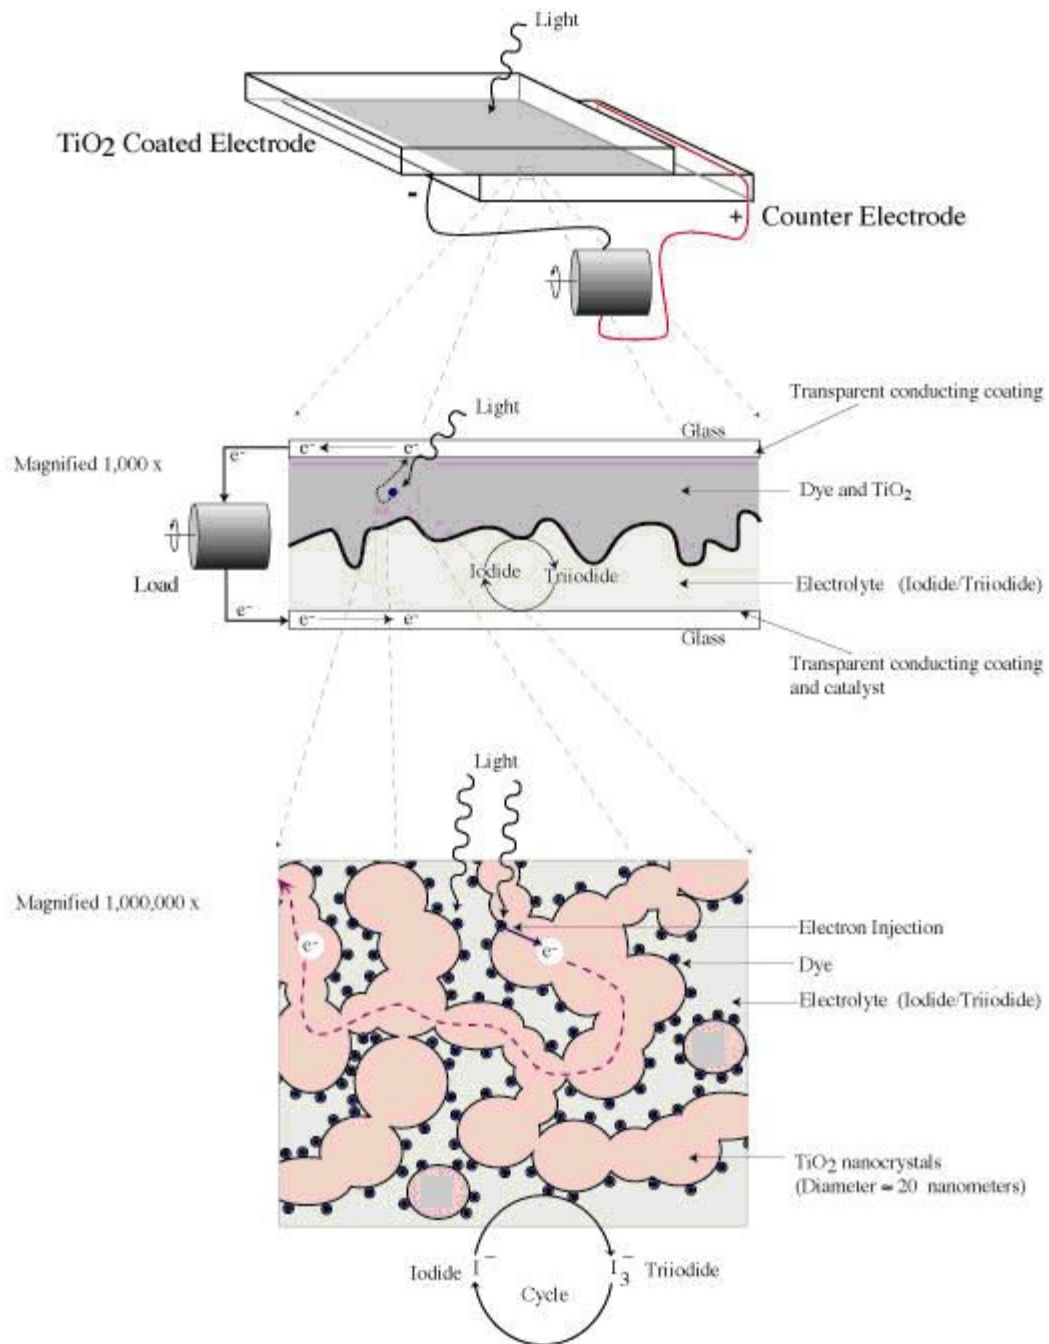 Light
TiO2 Coated Electrode
-
+ Counter Electrode
Transparent conducting coating
Light
Glass
e- e- e-
Magnified 1,000 x
Dye and TiO2
Iodide Triiodide
Electrolyte (Iodide/Triiodide)
Load
e- e- e-
Glass
Transparent conducting coating
and catalyst
Light
Magnified 1,000,000 x
Electron Injection
e- e-
Dye
Electrolyte (Iodide/Triiodide)
TiO2 nanocrystals
(Diameter ≈ 20 nanometers)
Iodide I- I3- Triiodide
Cycle